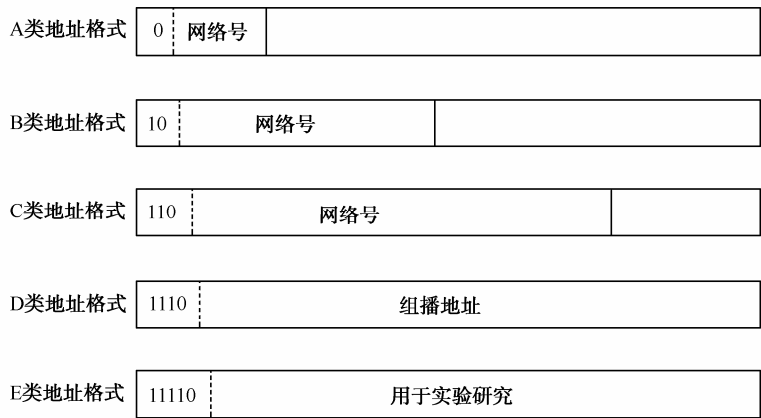 A类地址格式 0 网络号
B类地址格式 10 网络号
C类地址格式 110 网络号
D类地址格式 1110 组播地址
E类地址格式 11110 用于实验研究